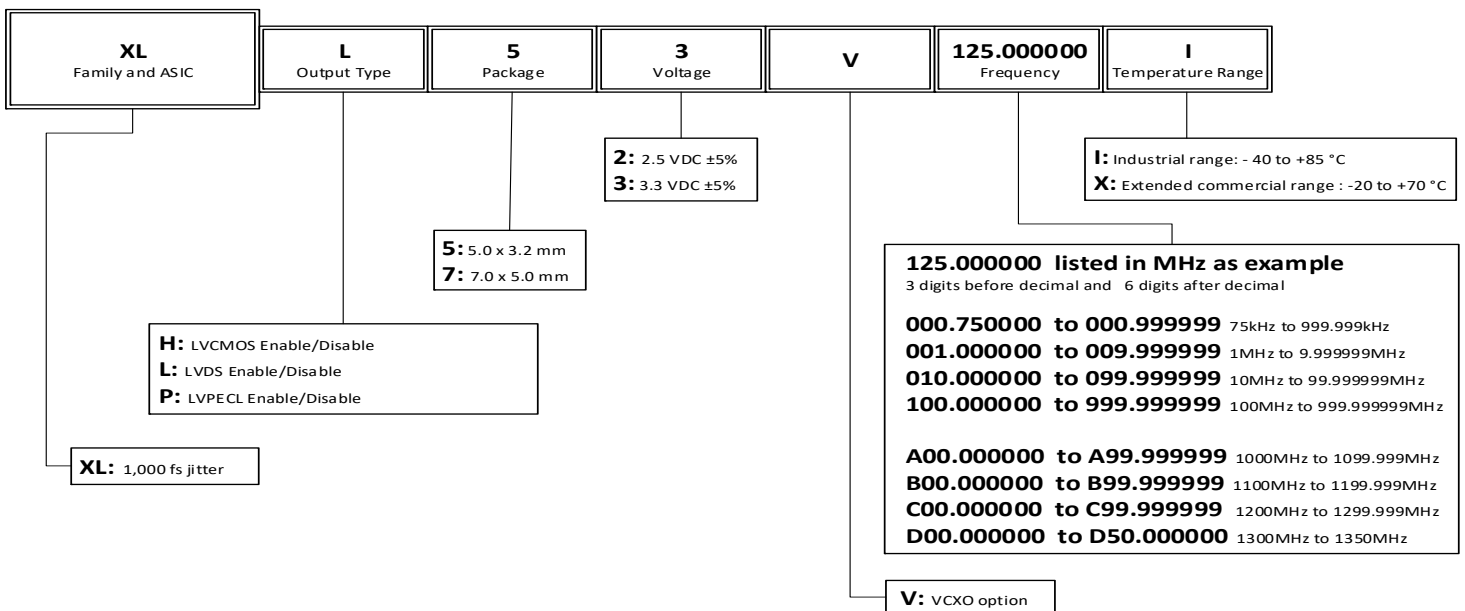 XL
Family and ASIC
L
Output Type
5
Package
3
Voltage
V
125.000000
Frequency
I
Temperature Range
2: 2.5 VDC ±5%
3: 3.3 VDC ±5%
I: Industrial range: - 40 to +85 °C
X: Extended commercial range : -20 to +70 °C
5: 5.0 x 3.2 mm
7: 7.0 x 5.0 mm
125.000000 listed in MHz as example
3 digits before decimal and 6 digits after decimal
000.750000 to 000.999999 75kHz to 999.999kHz
001.000000 to 009.999999 1MHz to 9.999999MHz
010.000000 to 099.999999 10MHz to 99.999999MHz
100.000000 to 999.999999 100MHz to 999.999999MHz
A00.000000 to A99.999999 1000MHz to 1099.999MHz
B00.000000 to B99.999999 1100MHz to 1199.999MHz
C00.000000 to C99.999999 1200MHz to 1299.999MHz
D00.000000 to D50.000000 1300MHz to 1350MHz
H: LVCMOS Enable/Disable
L: LVDS Enable/Disable
P: LVPECL Enable/Disable
XL: 1,000 fs jitter
V: VCXO option